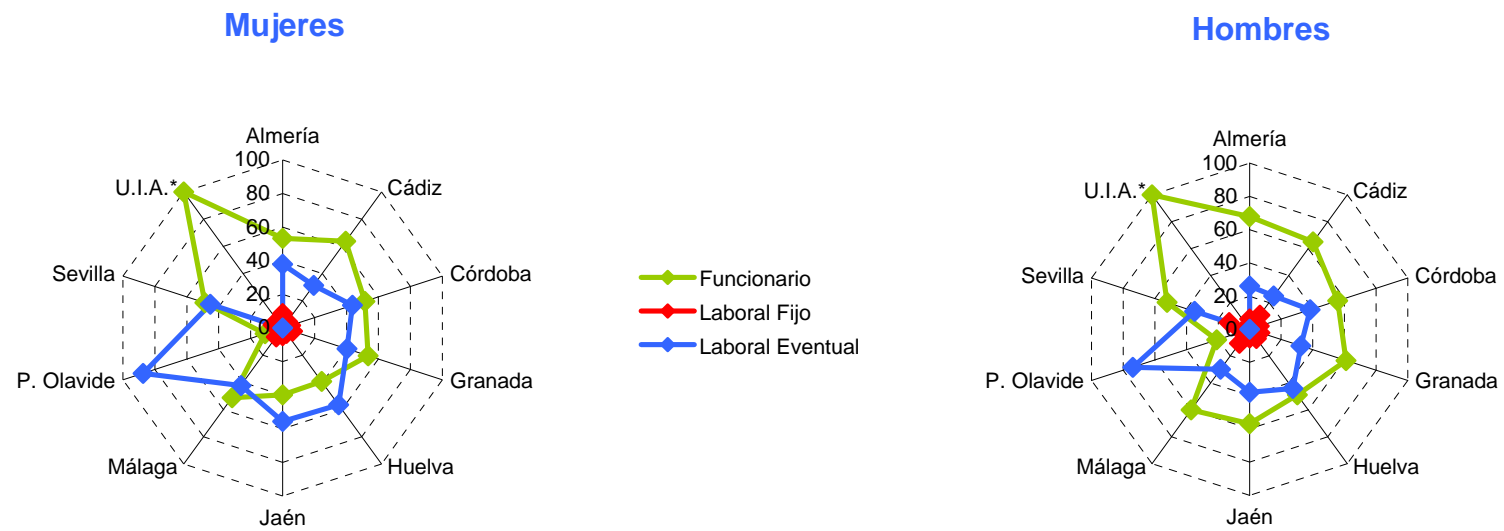 Mujeres
Almería
Cádiz
Córdoba
Granada
Huelva
Jaén
Málaga
P. Olavide
Sevilla
U.I.A.*
100
80
60
40
20
0
Funcionario
Laboral Fijo
Laboral Eventual
Hombres
Almería
Cádiz
Córdoba
Granada
Huelva
Jaén
Málaga
P. Olavide
Sevilla
U.I.A.*
100
80
60
40
20
0